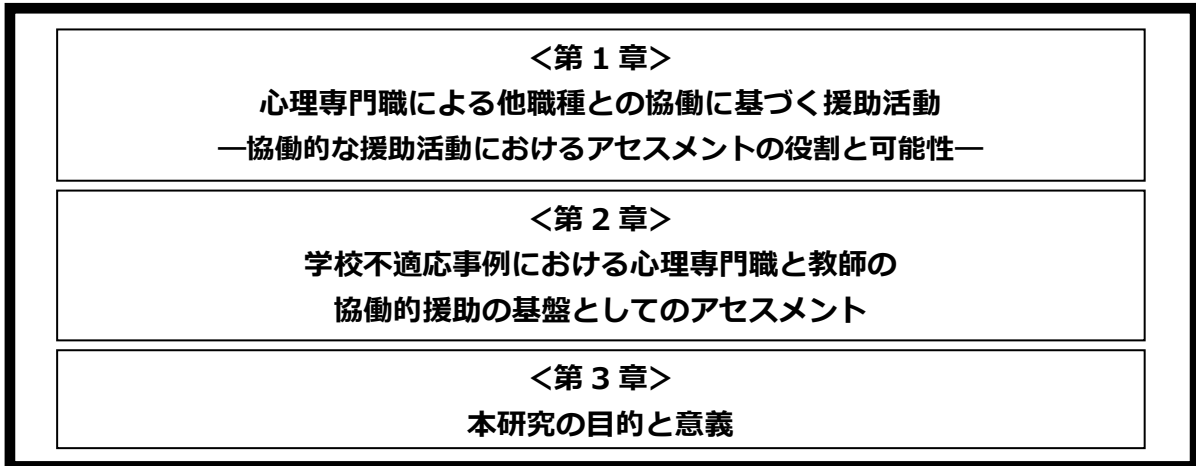 <第 1 章>
心理専門職による他職種との協働に基づく援助活動
―協働的な援助活動におけるアセスメントの役割と可能性―
<第 2 章>
学校不適応事例における心理専門職と教師の
協働的援助の基盤としてのアセスメント
<第 3 章>
本研究の目的と意義